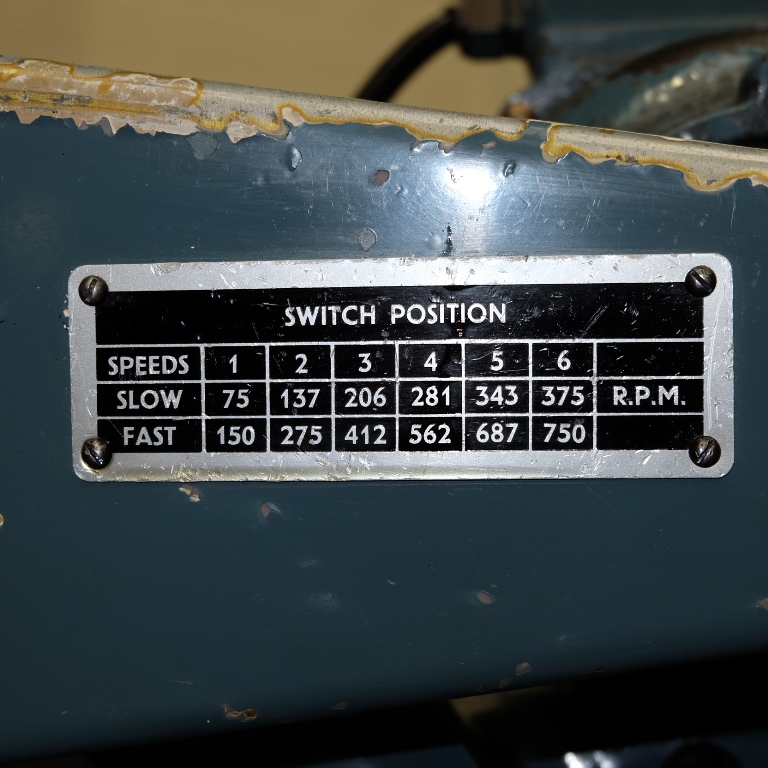 SWITCH POSITION
SPEEDS 1 2 3 4 5 6
SLOW 75 137 206 281 343 375 R.P.M.
FAST 150 275 412 562 687 750